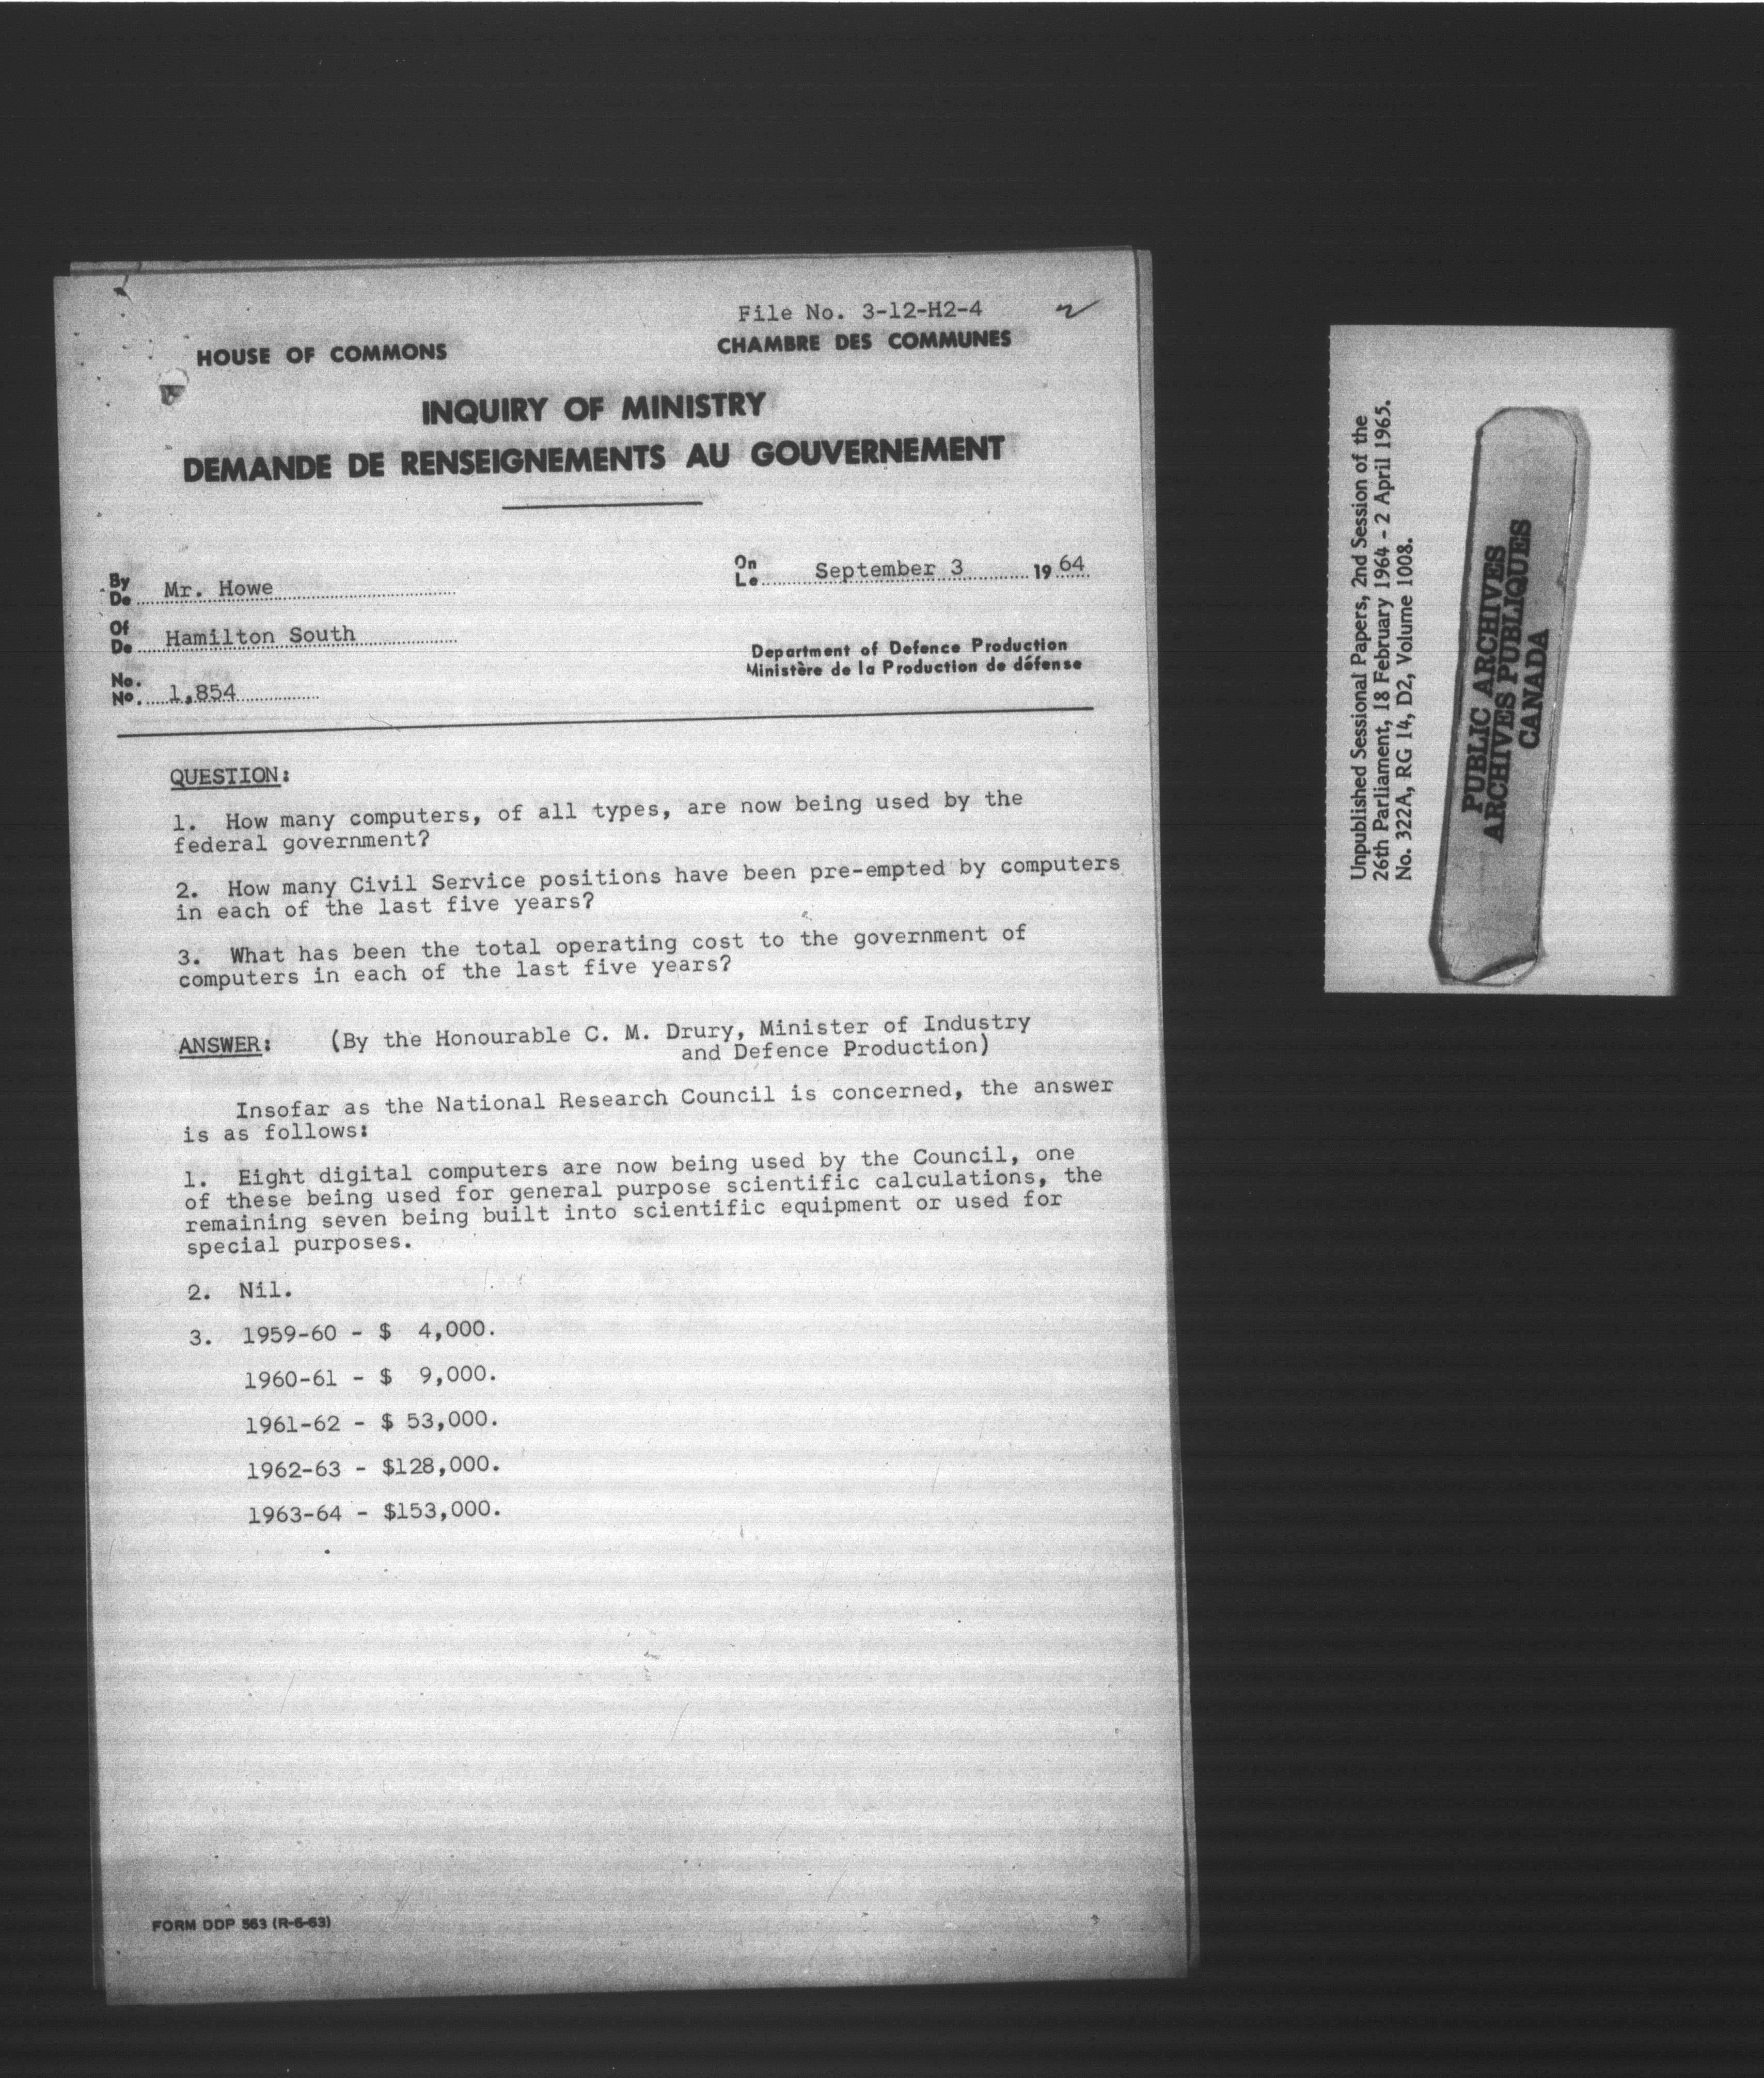 File No. 3-12-H2-4
HOUSE OF COMMONS
CHAMBRE DES COMMUNES
INQUIRY OF MINISTRY
DEMANDE DE RENSEIGNEMENTS AU GOUVERNEMENT
By
De Mr. Howe
On
Le September 3 1964
Of
De Hamilton South
Department of Defence Production
Ministère de la Production de défense
No.
No. 1,854
QUESTION:
1. How many computers, of all types, are now being used by the
federal government?
2. How many Civil Service positions have been pre-empted by computers
in each of the last five years?
3. What has been the total operating cost to the government of
computers in each of the last five years?
ANSWER: (By the Honourable C. M. Drury, Minister of Industry
and Defence Production)
Insofar as the National Research Council is concerned, the answer
is as follows:
1. Eight digital computers are now being used by the Council, one
of these being used for general purpose scientific calculations, the
remaining seven being built into scientific equipment or used for
special purposes.
2. Nil.
3. 1959-60 - $ 4,000.
1960-61 - $ 9,000.
1961-62 - $ 53,000.
1962-63 - $128,000.
1963-64 - $153,000.
FORM DDP 563 (R-6-63)
Unpublished Sessional Papers, 2nd Session of the
26th Parliament, 18 February 1964 - 2 April 1965.
No. 322A, RG 14, D2, Volume 1008.
PUBLIC ARCHIVES
ARCHIVES PUBLIQUES
CANADA